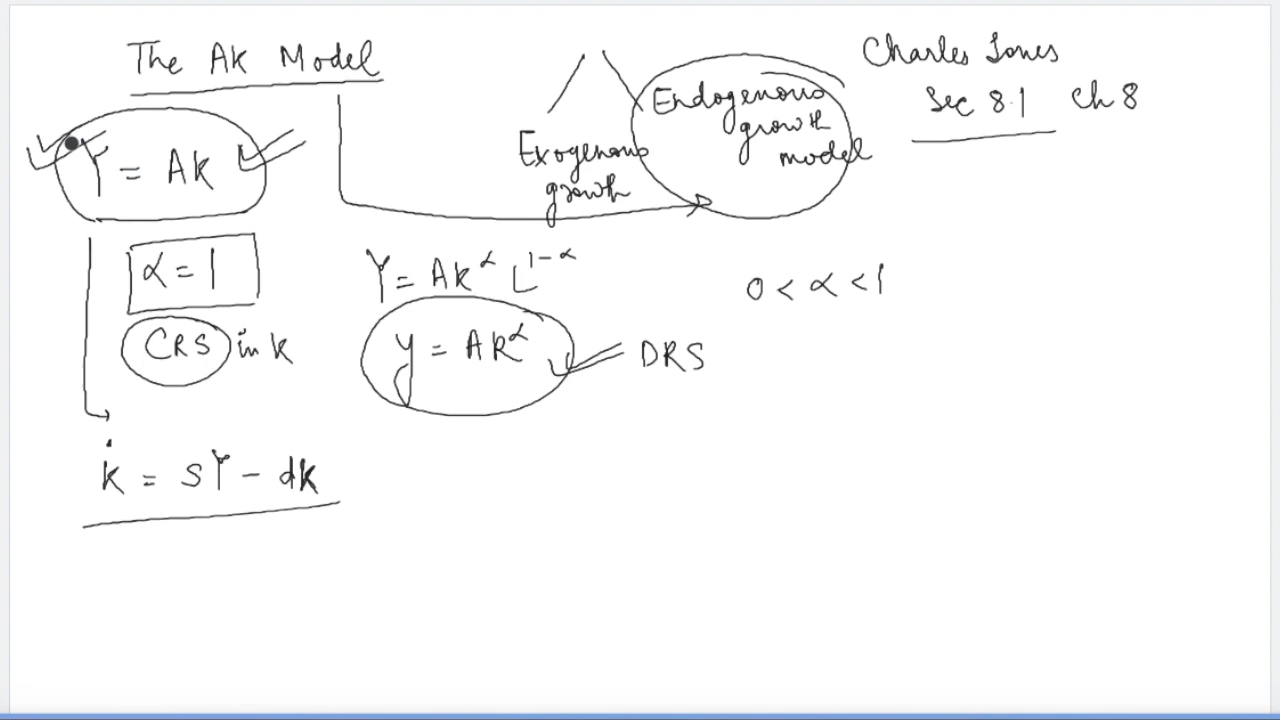 The AK Model
Charles Jones
Sec 8.1 Ch 8
Exogenous growth
Endogenous growth model
Y = AK
α = 1
CRS in K
Y = AK^α L^1-α
0 < α < 1
y = Ak^α
DRS
K̇ = sY - dK